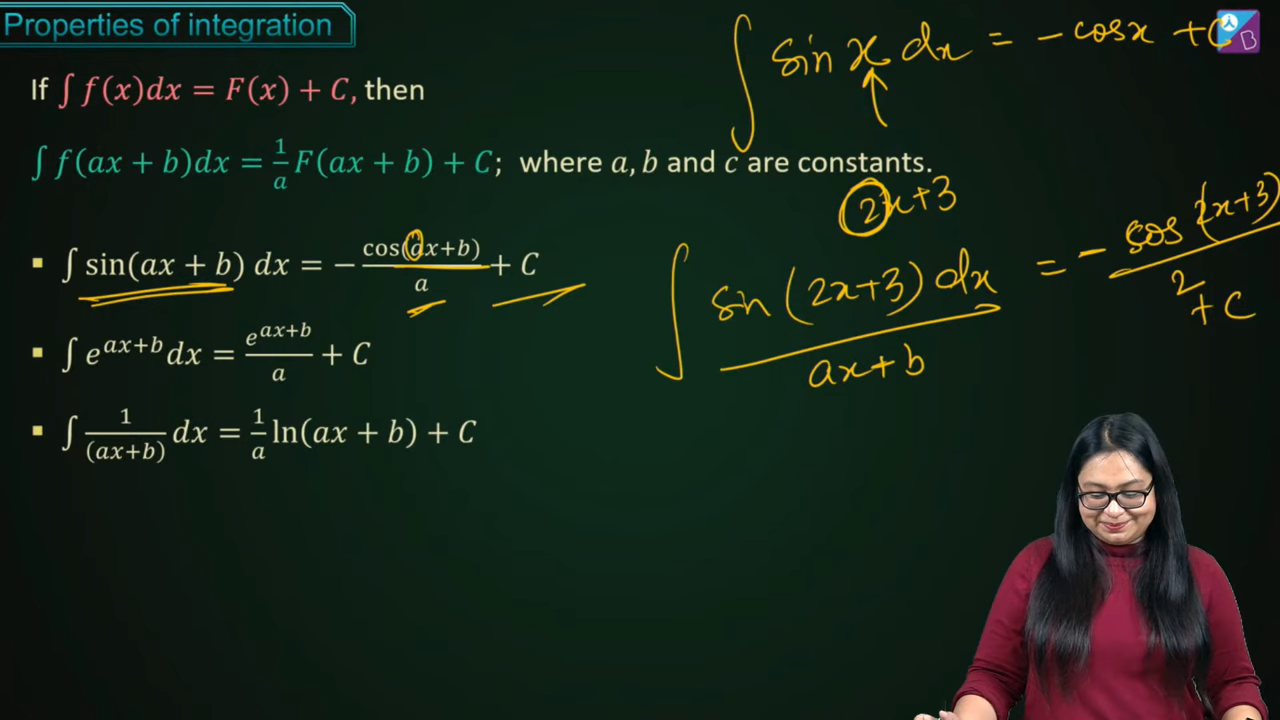 Properties of integration
∫ sin x dx = - cosx + C
B
If ∫ f(x)dx = F(x) + C, then
∫ f(ax + b)dx = 1/a F(ax + b) + C; where a, b and c are constants.
2x+3
∫ sin(ax + b) dx = − cos(ax+b)/a + C
∫ sin (2x+3) dx = - cos (2x+3)/2 + C
ax+b
∫ e^{ax+b} dx = e^{ax+b}/a + C
∫ 1/(ax+b) dx = 1/a ln(ax + b) + C